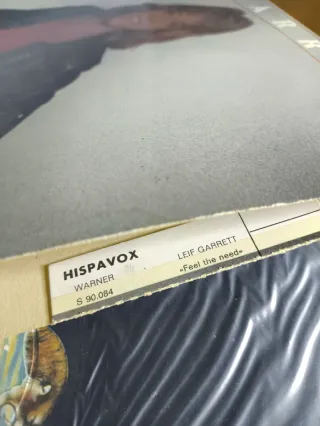 HISPAVOX
WARNER
S 90.084
LEIF GARRETT
«Feel the need»